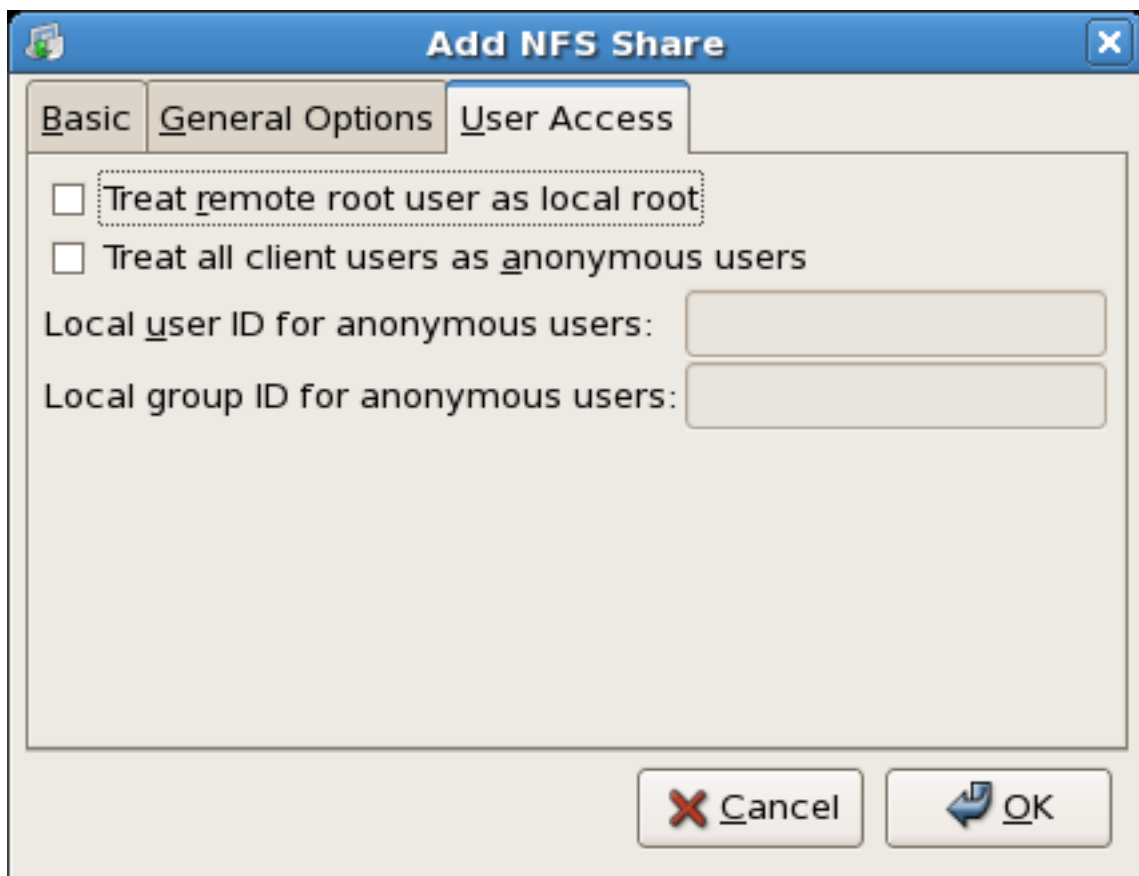 Add NFS Share
Basic General Options User Access
Treat remote root user as local root
Treat all client users as anonymous users
Local user ID for anonymous users:
Local group ID for anonymous users:
Cancel OK